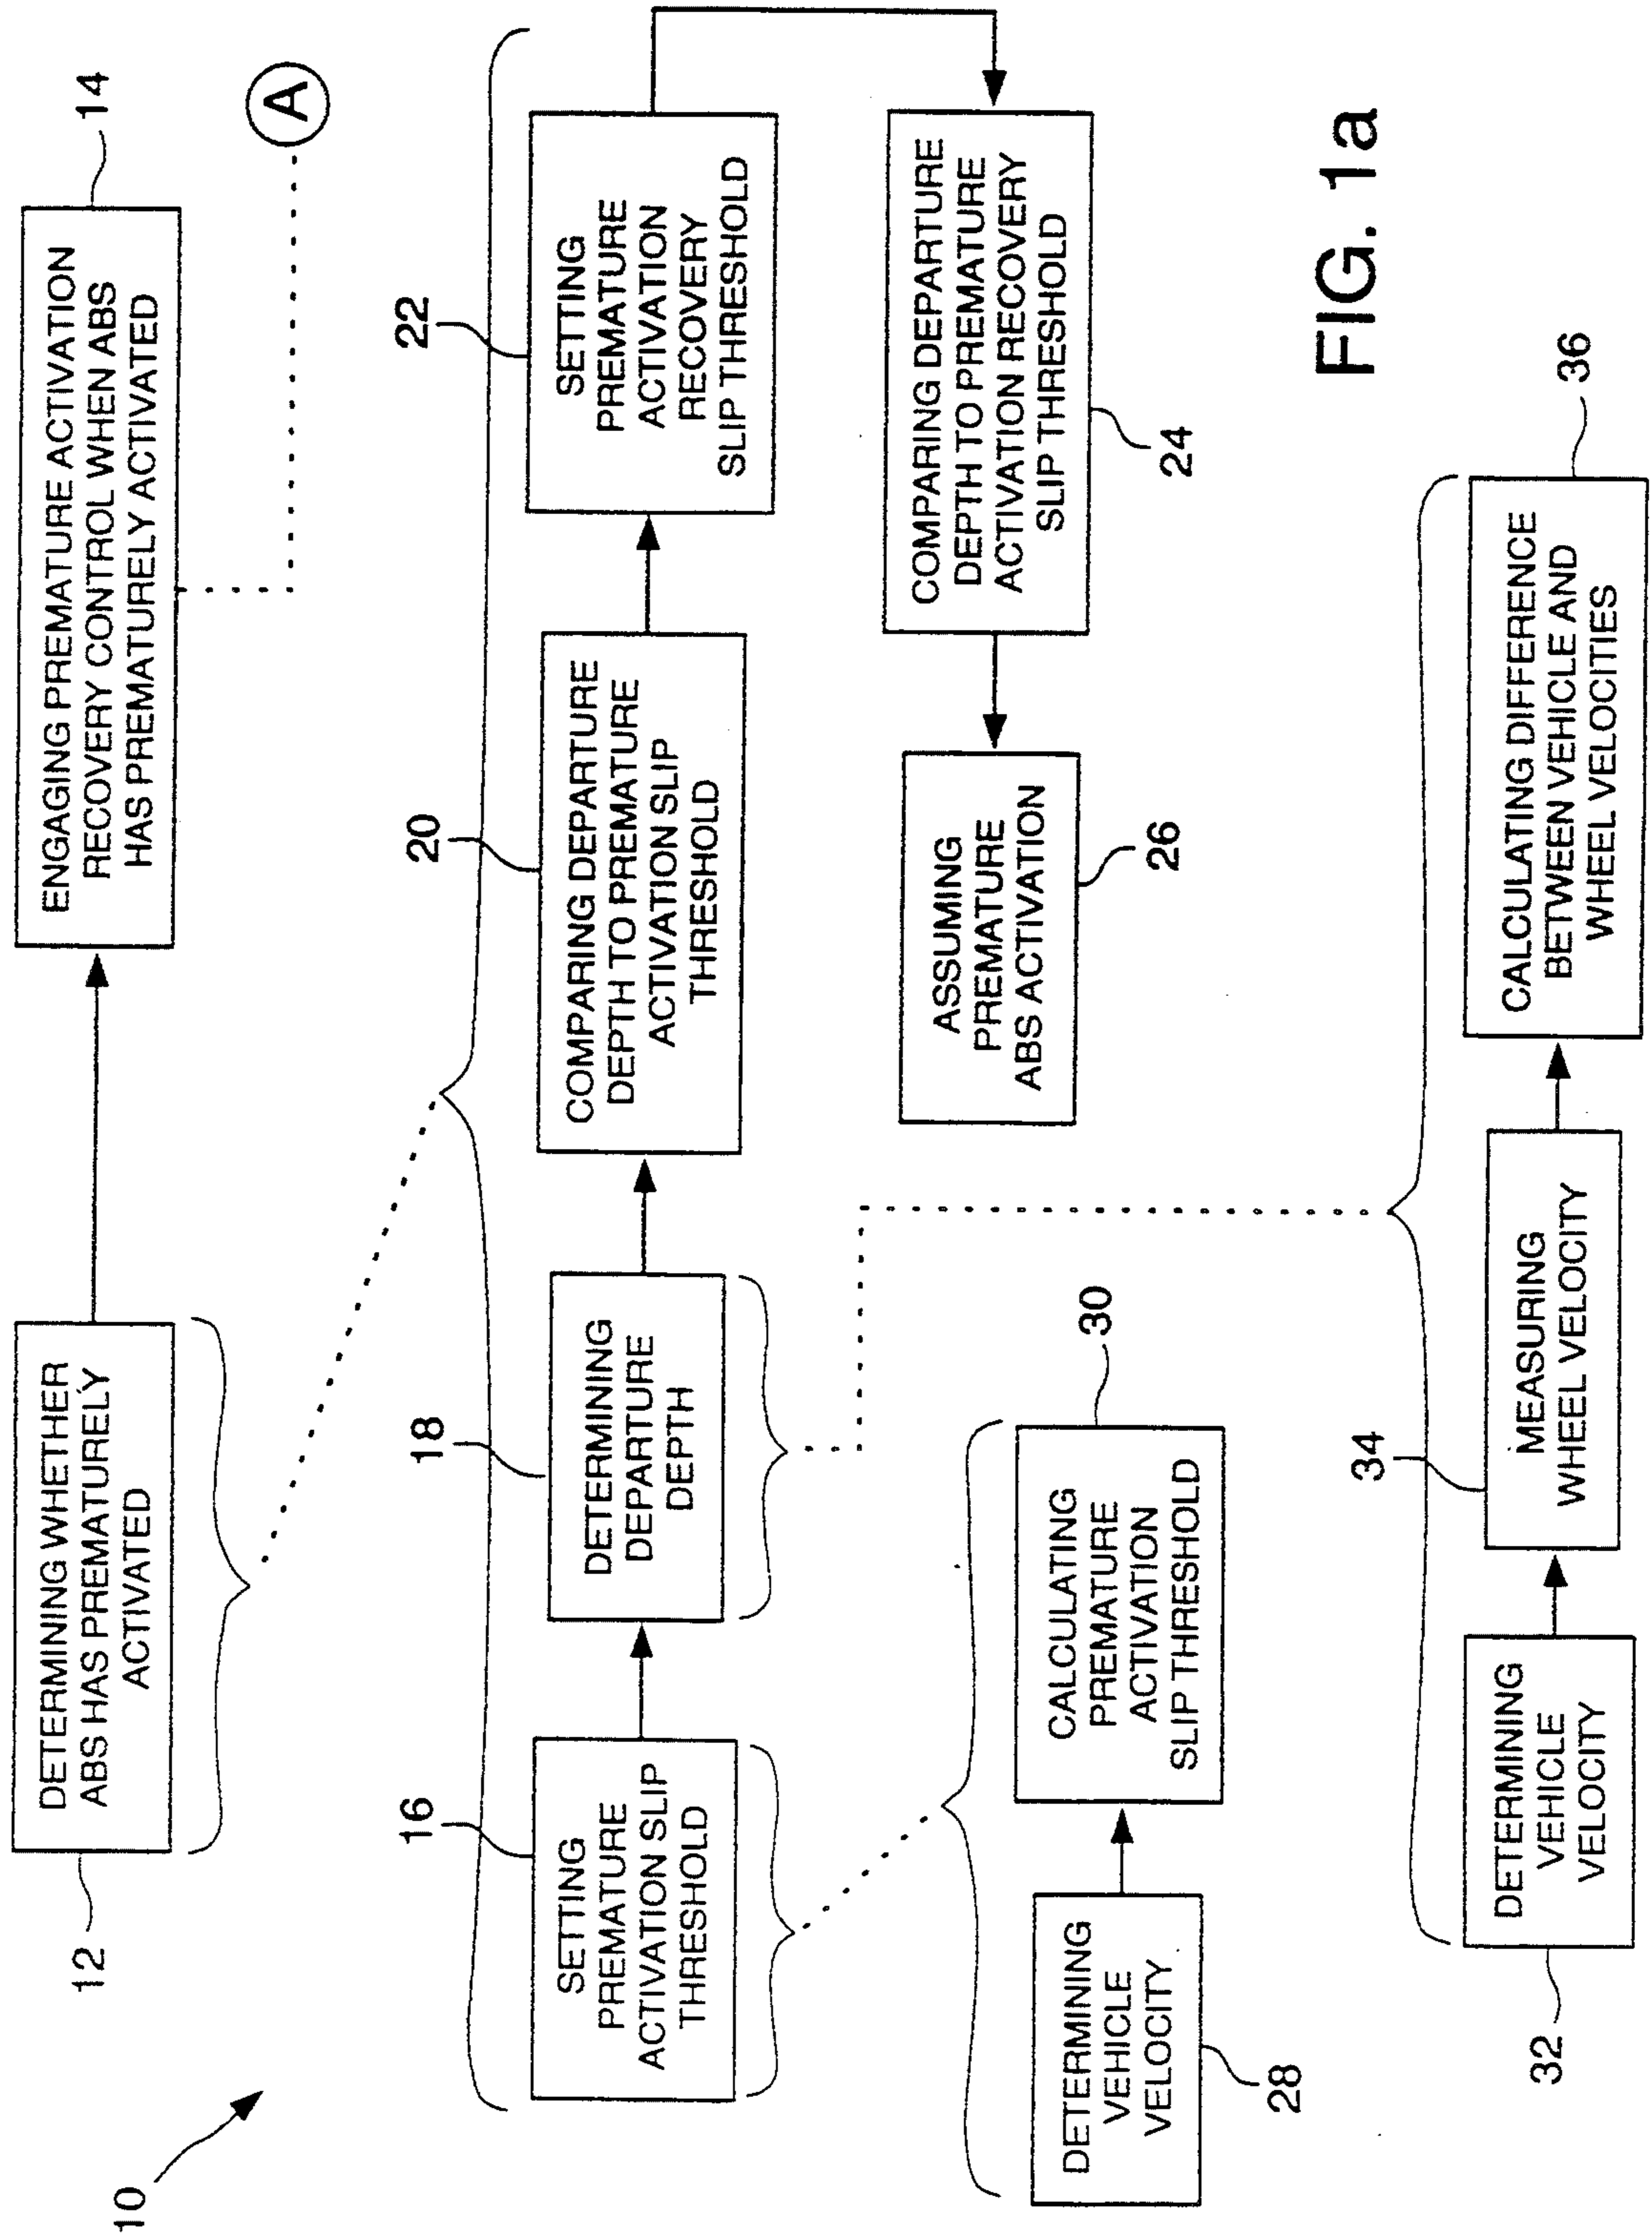 10
12
DETERMINING WHETHER
ABS HAS PREMATURELY
ACTIVATED
ENGAGING PREMATURE ACTIVATION
RECOVERY CONTROL WHEN ABS
HAS PREMATURELY ACTIVATED
14
A
16
SETTING
PREMATURE
ACTIVATION SLIP
THRESHOLD
18
DETERMINING
DEPARTURE
DEPTH
20
COMPARING DEPARTURE
DEPTH TO PREMATURE
ACTIVATION SLIP
THRESHOLD
22
SETTING
PREMATURE
ACTIVATION
RECOVERY
SLIP THRESHOLD
COMPARING DEPARTURE
DEPTH TO PREMATURE
ACTIVATION RECOVERY
SLIP THRESHOLD
24
ASSUMING
PREMATURE
ABS ACTIVATION
26
DETERMINING
VEHICLE
VELOCITY
28
CALCULATING
PREMATURE
ACTIVATION
SLIP THRESHOLD
30
32
DETERMINING
VEHICLE
VELOCITY
34
MEASURING
WHEEL VELOCITY
CALCULATING DIFFERENCE
BETWEEN VEHICLE AND
WHEEL VELOCITIES
36
FIG. 1a